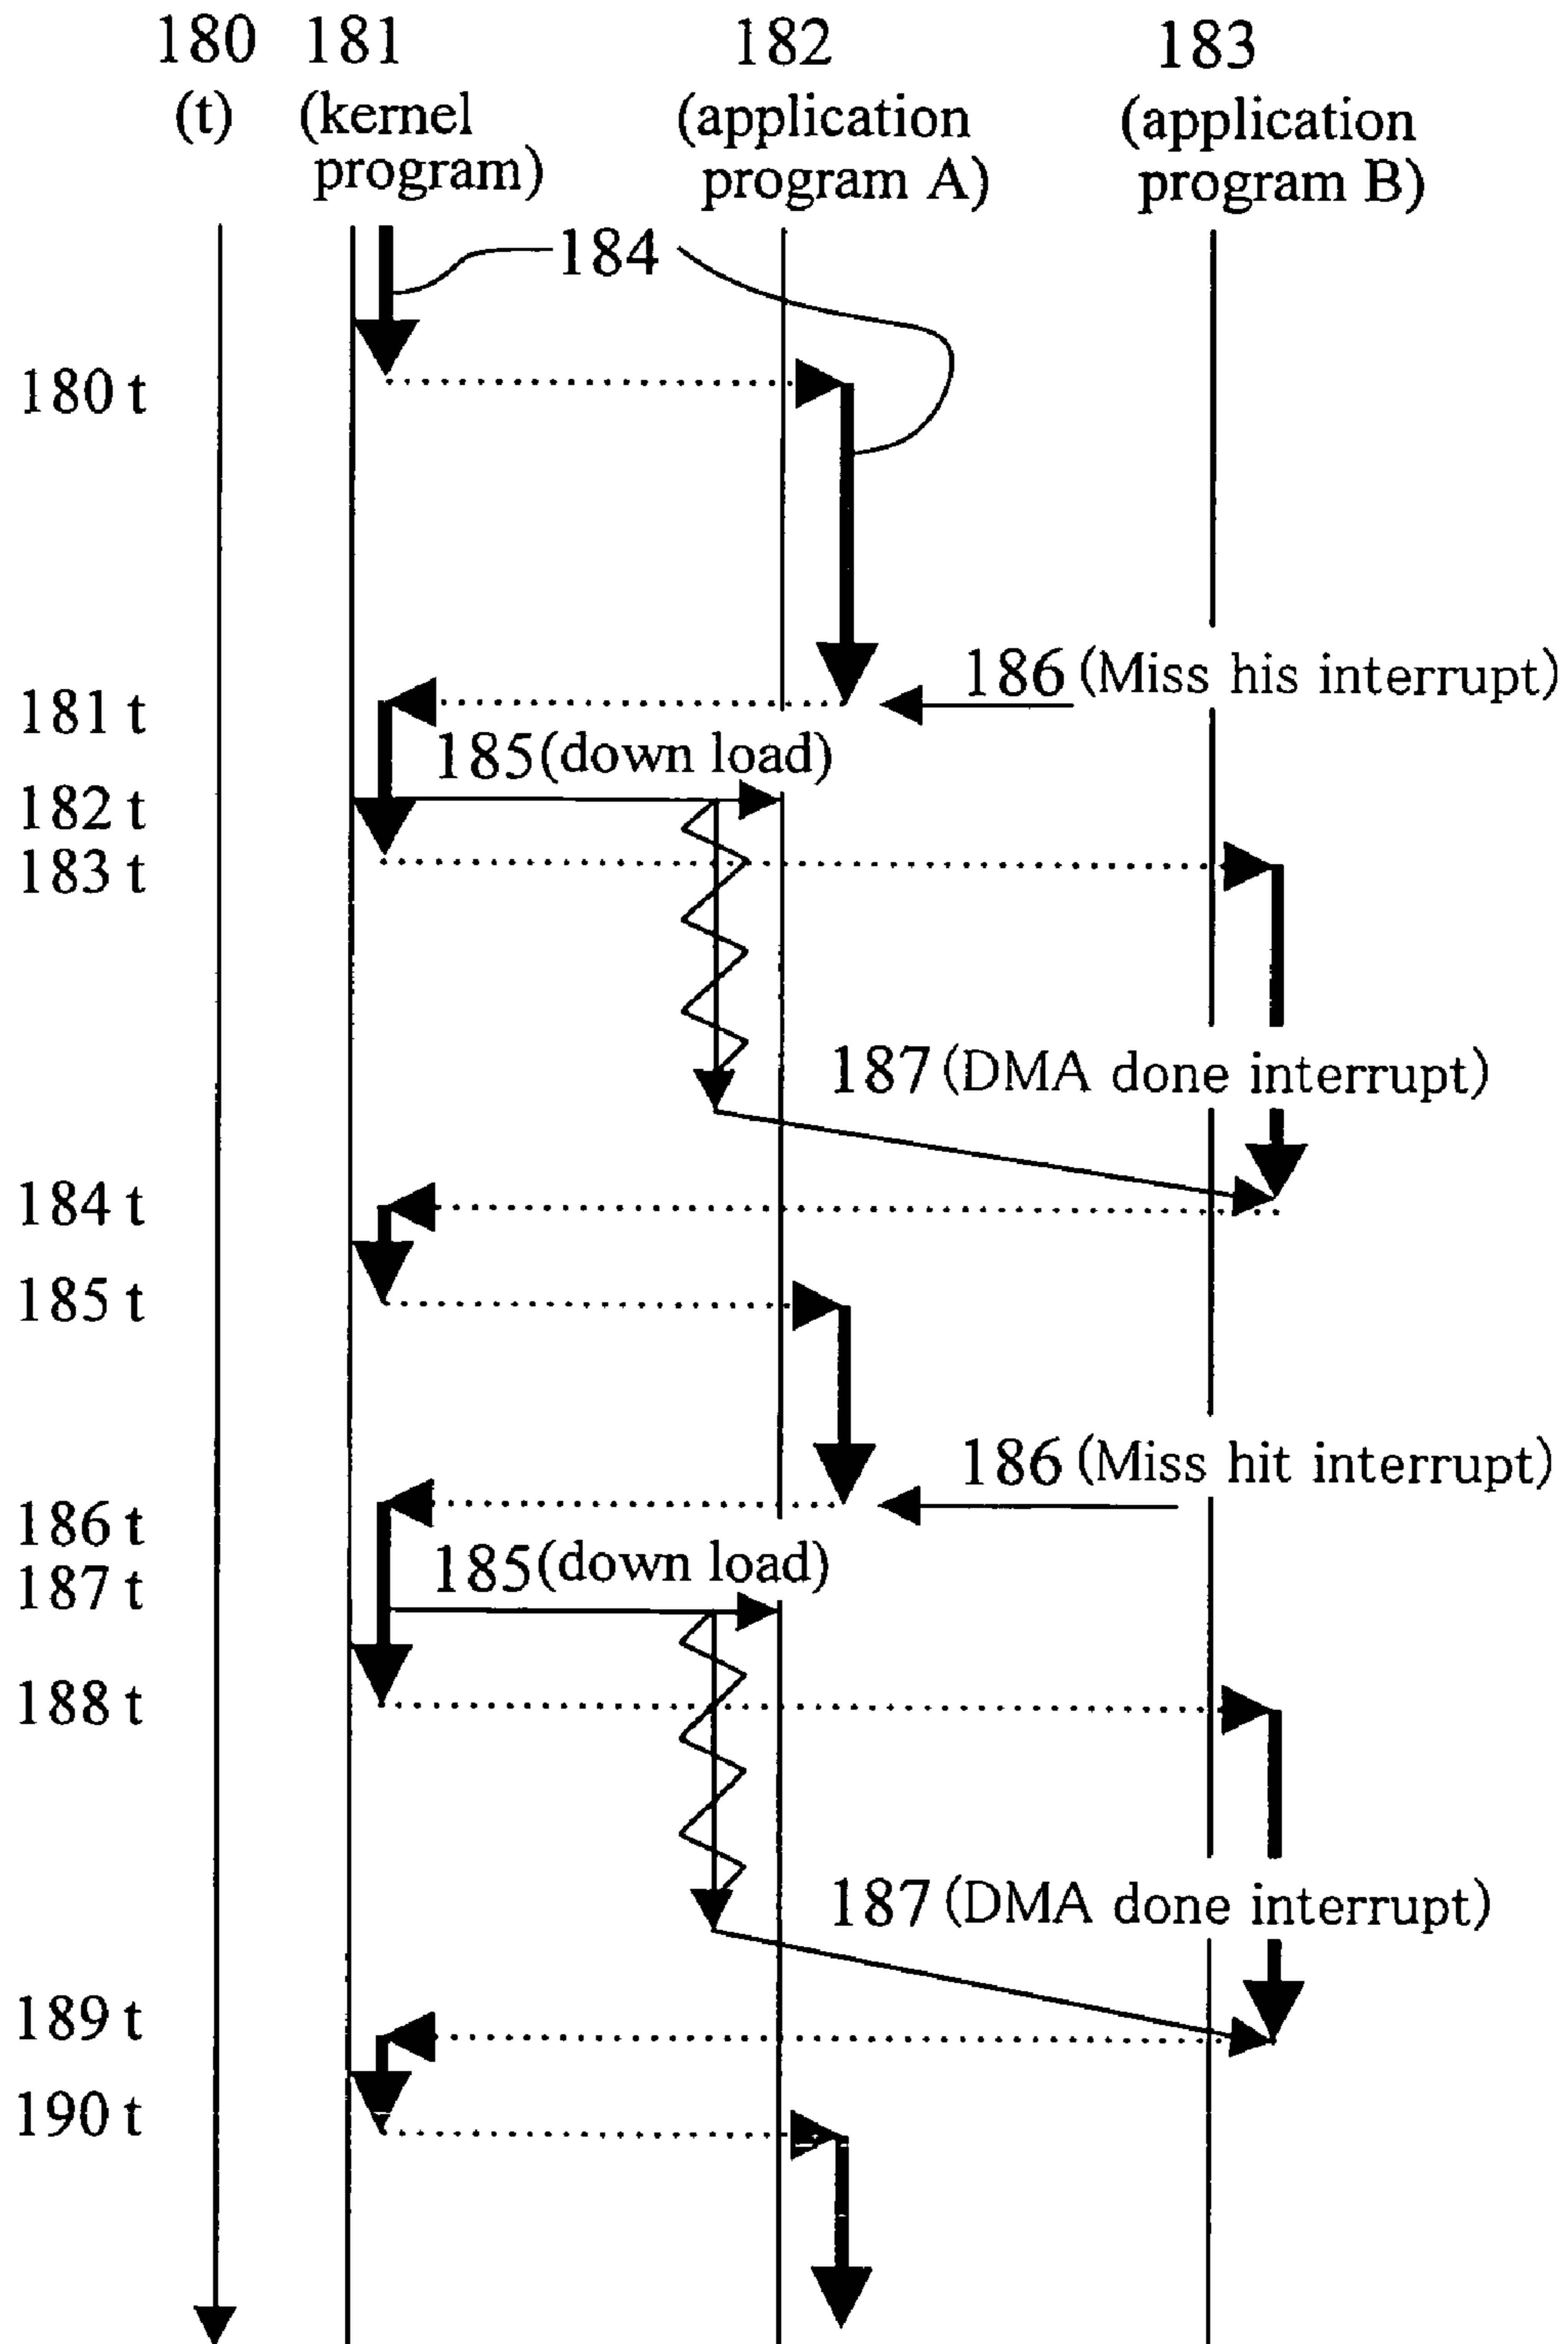 180 181 182 183
(t) (kernel program) (application program A) (application program B)
184
180 t
186 (Miss his interrupt)
181 t
185 (down load)
182 t
183 t
187 (DMA done interrupt)
184 t
185 t
186 (Miss hit interrupt)
186 t
185 (down load)
187 t
188 t
187 (DMA done interrupt)
189 t
190 t